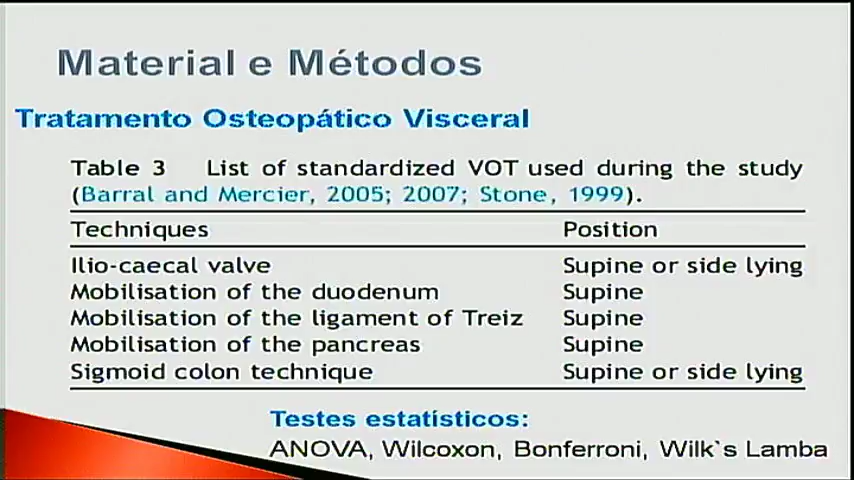 Material e Métodos
Tratamento Osteopático Visceral
Table 3 List of standardized VOT used during the study
(Barral and Mercier, 2005; 2007; Stone, 1999).
Techniques Position
Ilio-caecal valve Supine or side lying
Mobilisation of the duodenum Supine
Mobilisation of the ligament of Treiz Supine
Mobilisation of the pancreas Supine
Sigmoid colon technique Supine or side lying
Testes estatísticos:
ANOVA, Wilcoxon, Bonferroni, Wilk`s Lamba